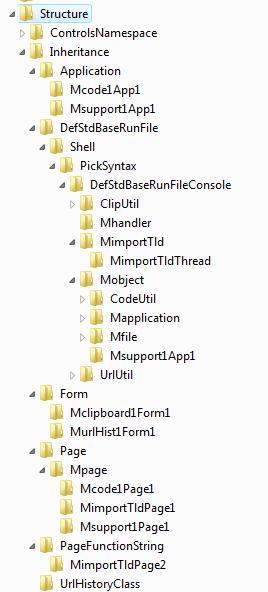 Structure
ControlsNamespace
Inheritance
Application
Mcode1App1
Msupport1App1
DefStdBaseRunFile
Shell
PickSyntax
DefStdBaseRunFileConsole
ClipUtil
Mhandler
MimportTld
MimportTldThread
Mobject
CodeUtil
Mapplication
Mfile
Msupport1App1
UrlUtil
Form
Mclipboard1Form1
MurlHist1Form1
Page
Mpage
Mcode1Page1
MimportTldPage1
Msupport1Page1
PageFunctionString
MimportTldPage2
UrlHistoryClass